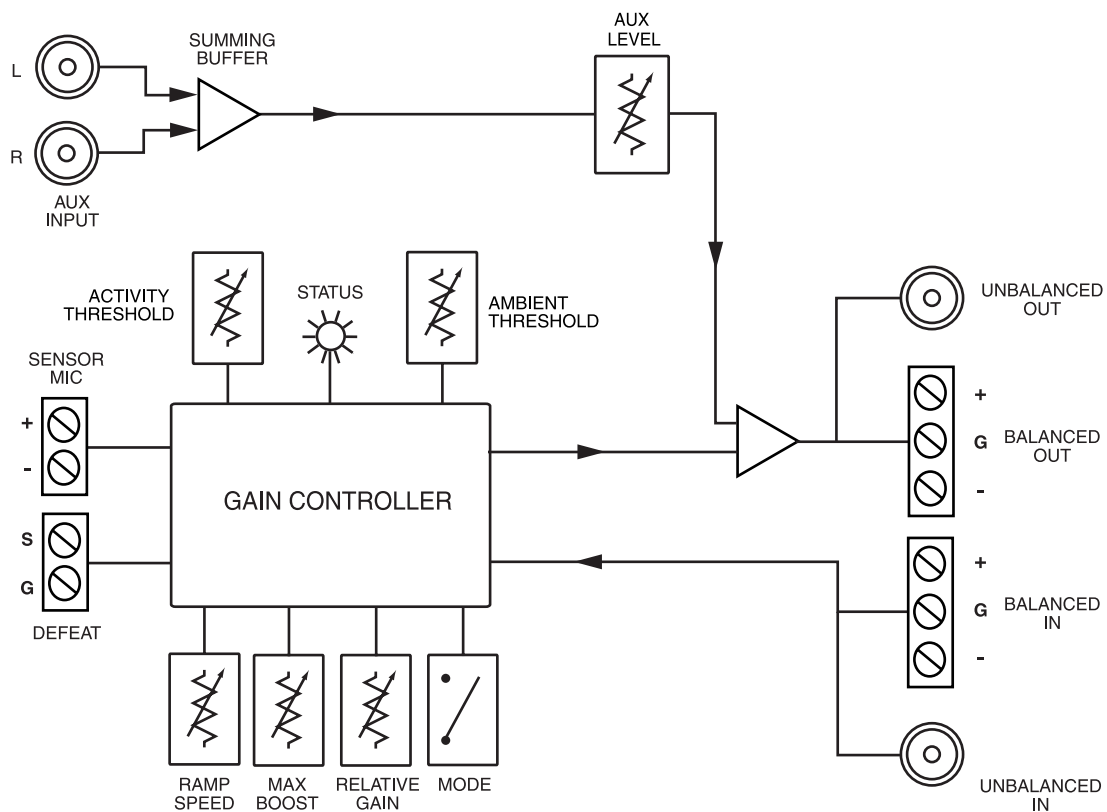 AUX
LEVEL
SUMMING
BUFFER
L
R
AUX
INPUT
ACTIVITY
THRESHOLD
STATUS
AMBIENT
THRESHOLD
UNBALANCED
OUT
SENSOR
MIC
+
-
+
G
-
BALANCED
OUT
GAIN CONTROLLER
S
G
DEFEAT
+
G
-
BALANCED
IN
RAMP
SPEED
MAX
BOOST
RELATIVE
GAIN
MODE
UNBALANCED
IN